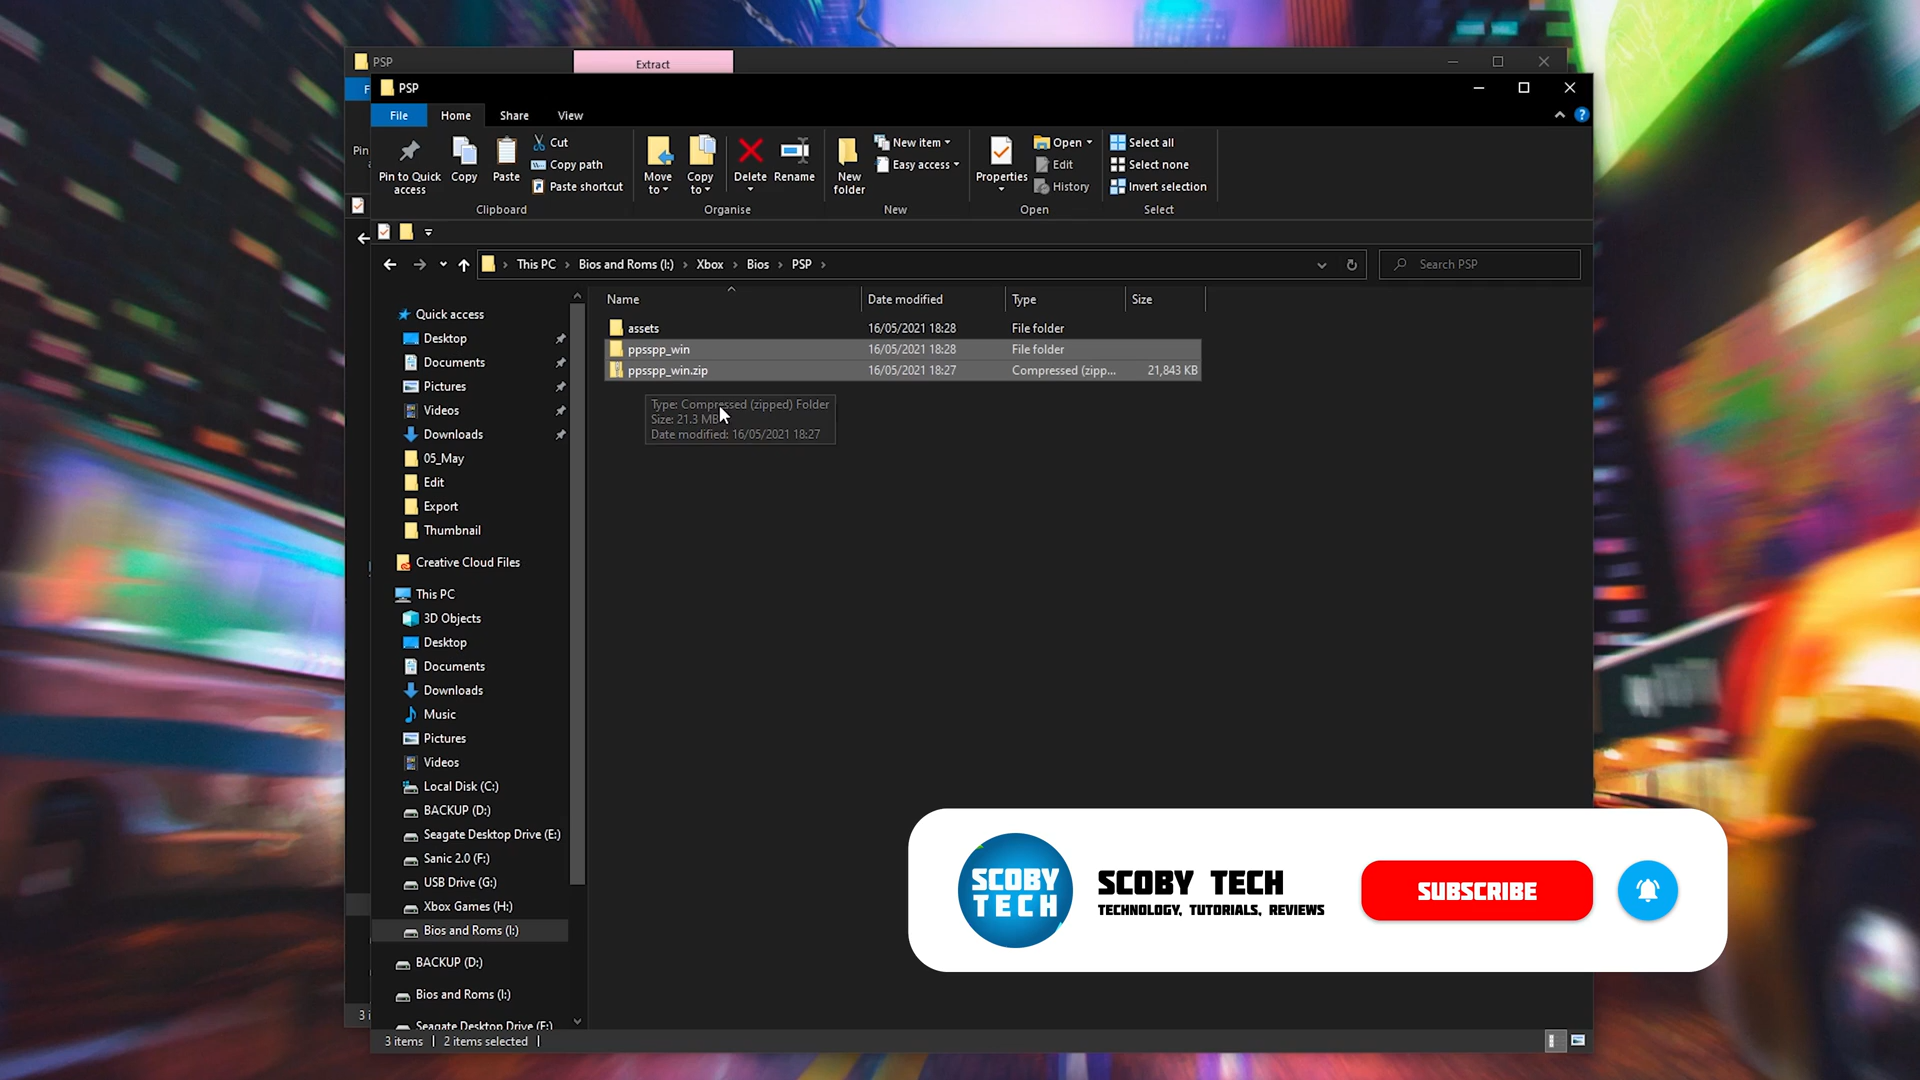 PSP
Extract
F
PSP
File Home Share View
Pin
Pin to Quick access
Copy
Paste
Cut
Copy path
Paste shortcut
Move to
Copy to
Delete
Rename
New folder
New item
Easy access
Properties
Open
Edit
History
Select all
Select none
Invert selection
Clipboard Organise New Open Select
This PC Bios and Roms (I:) Xbox Bios PSP
Search PSP
Name Date modified Type Size
assets 16/05/2021 18:28 File folder
ppsspp_win 16/05/2021 18:28 File folder
ppsspp_win.zip 16/05/2021 18:27 Compressed (zipp... 21,843 KB
Type: Compressed (zipped) Folder
Size: 21.3 MB
Date modified: 16/05/2021 18:27
Quick access
Desktop
Documents
Pictures
Videos
Downloads
05_May
Edit
Export
Thumbnail
Creative Cloud Files
This PC
3D Objects
Desktop
Documents
Downloads
Music
Pictures
Videos
Local Disk (C:)
BACKUP (D:)
Seagate Desktop Drive (E:)
Sanic 2.0 (F:)
USB Drive (G:)
Xbox Games (H:)
Bios and Roms (I:)
BACKUP (D:)
Bios and Roms (I:)
Seagate Desktop Drive (E:)
3 i
3 items 2 items selected
SCOBY
TECH
SCOBY TECH
TECHNOLOGY, TUTORIALS, REVIEWS
SUBSCRIBE